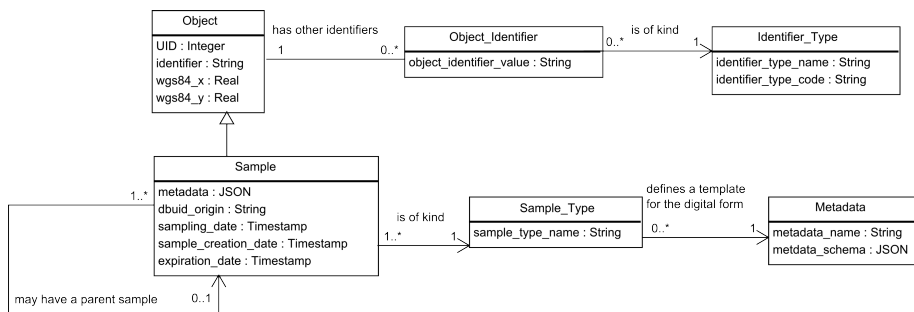 Object
UID : Integer
identifier : String
wgs84_x : Real
wgs84_y : Real
has other identifiers
1
0..*
Object_Identifier
object_identifier_value : String
is of kind
0..*
1
Identifier_Type
identifier_type_name : String
identifier_type_code : String
Sample
metadata : JSON
dbuid_origin : String
sampling_date : Timestamp
sample_creation_date : Timestamp
expiration_date : Timestamp
1..*
may have a parent sample
0..1
is of kind
1..*
1
Sample_Type
sample_type_name : String
defines a template
for the digital form
0..*
1
Metadata
metadata_name : String
metdata_schema : JSON